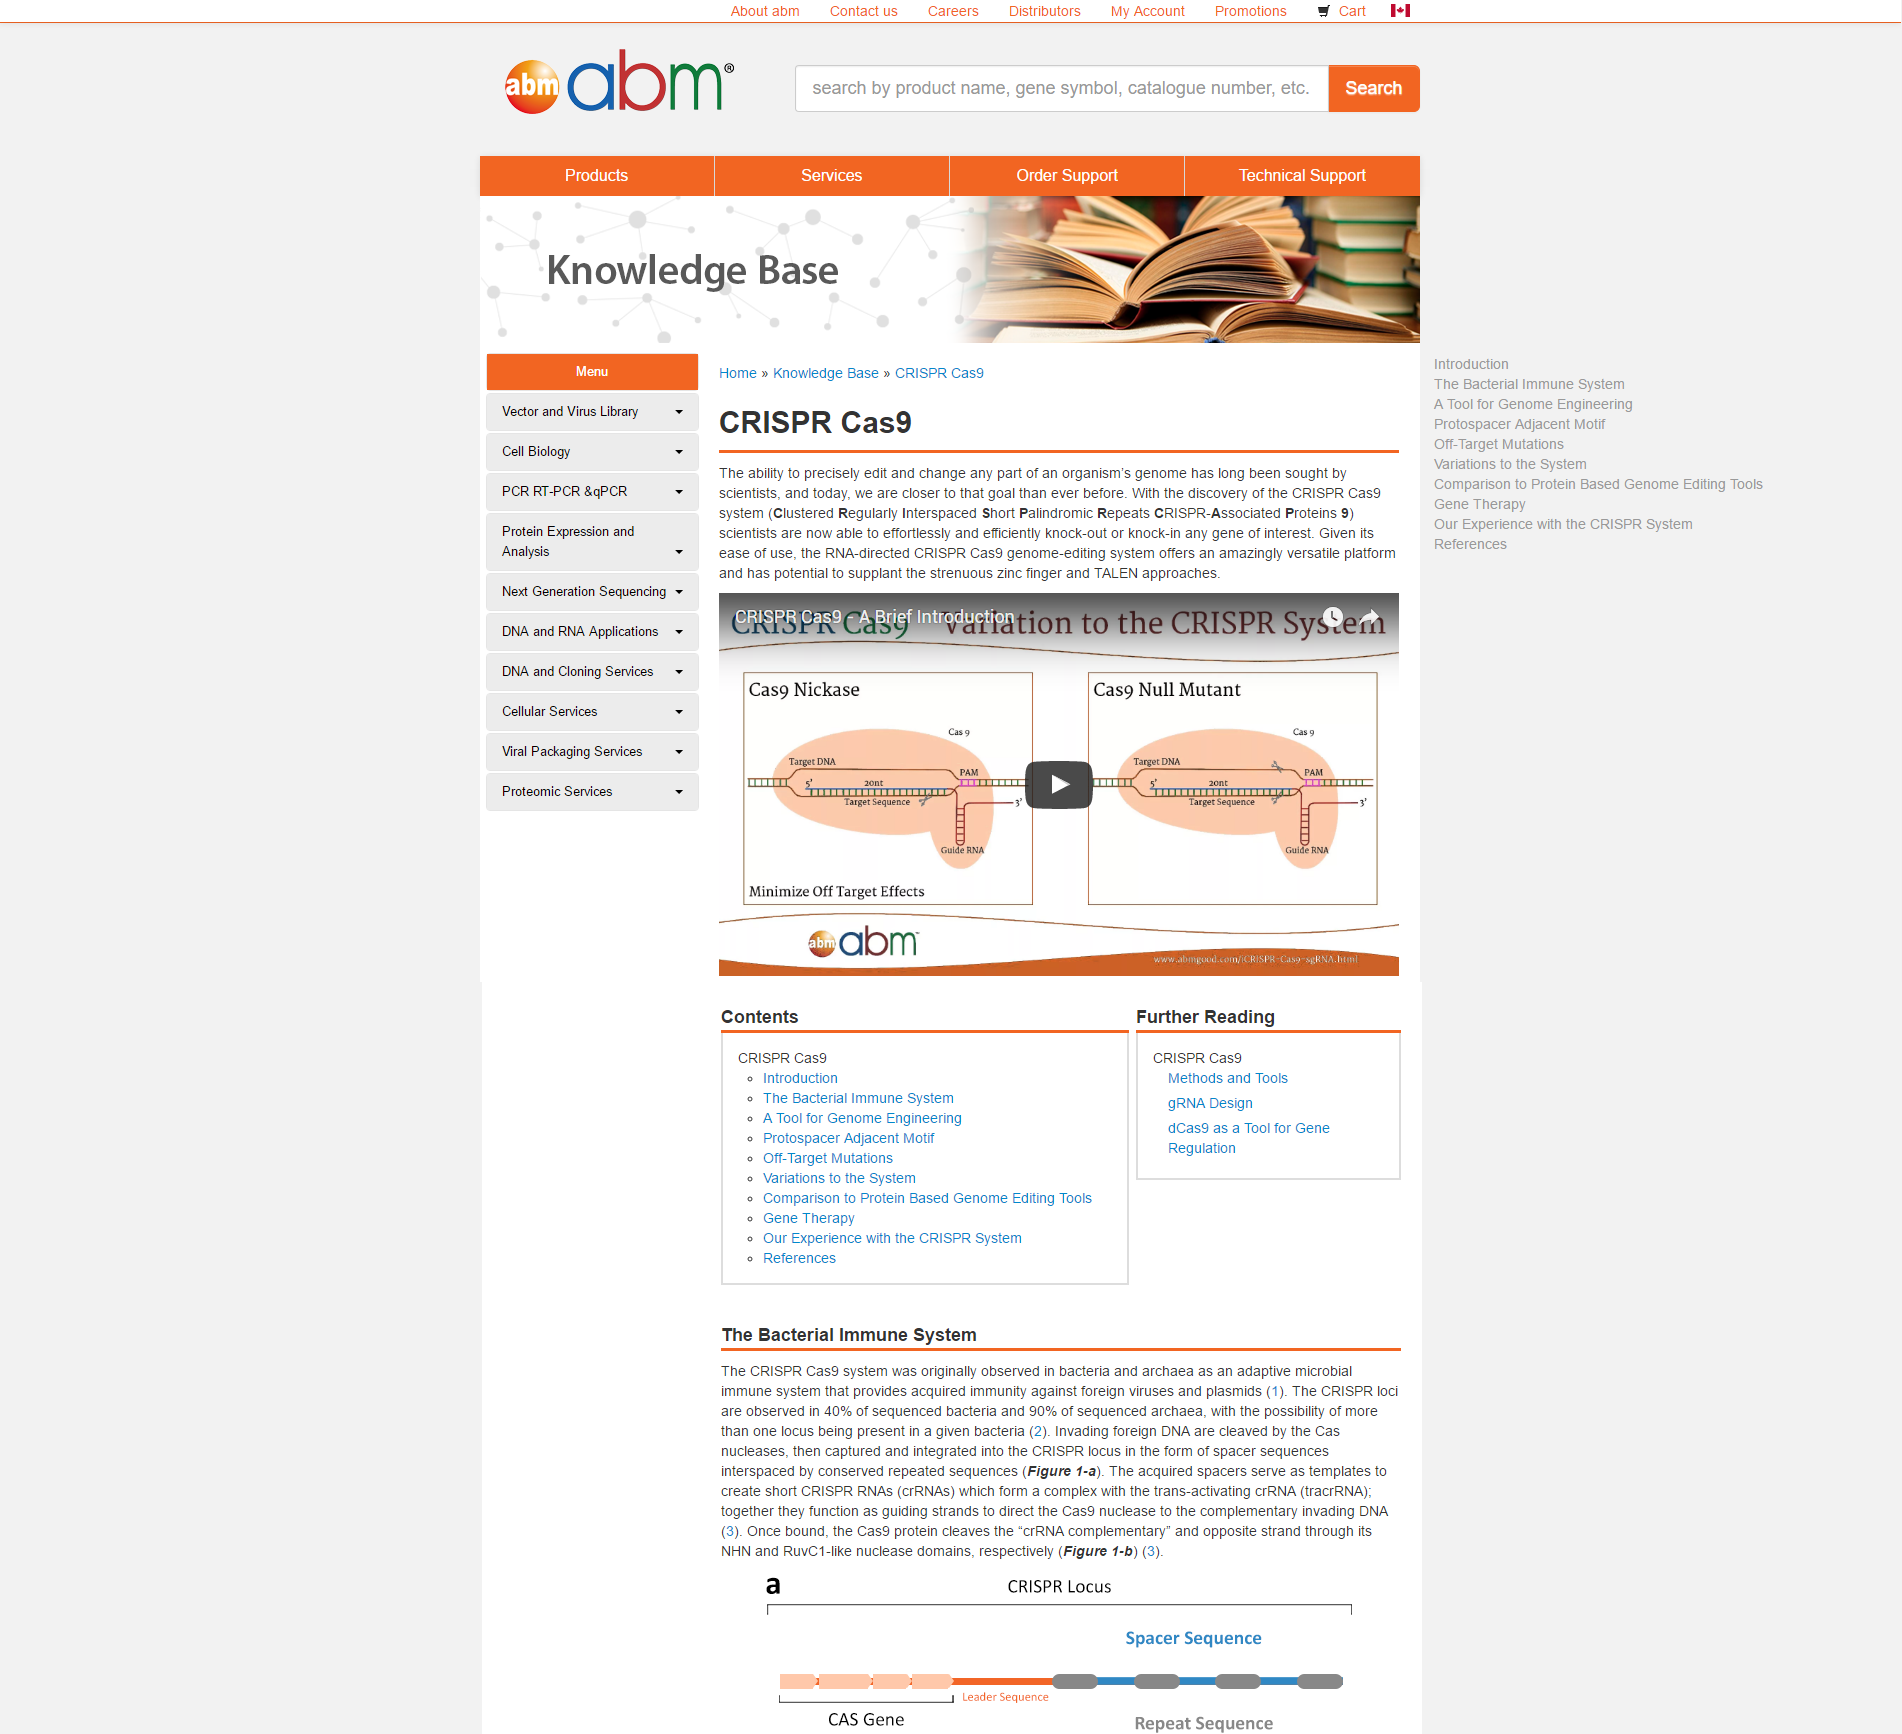 About abm
Contact us
Careers
Distributors
My Account
Promotions
Cart
abm abm®
search by product name, gene symbol, catalogue number, etc.
Search
Products
Services
Order Support
Technical Support
Knowledge Base
Menu
Vector and Virus Library
Cell Biology
PCR RT-PCR &qPCR
Protein Expression and
Analysis
Next Generation Sequencing
DNA and RNA Applications
DNA and Cloning Services
Cellular Services
Viral Packaging Services
Proteomic Services
Home » Knowledge Base » CRISPR Cas9
CRISPR Cas9
The ability to precisely edit and change any part of an organism's genome has long been sought by
scientists, and today, we are closer to that goal than ever before. With the discovery of the CRISPR Cas9
system (Clustered Regularly Interspaced Short Palindromic Repeats CRISPR-Associated Proteins 9)
scientists are now able to effortlessly and efficiently knock-out or knock-in any gene of interest. Given its
ease of use, the RNA-directed CRISPR Cas9 genome-editing system offers an amazingly versatile platform
and has potential to supplant the strenuous zinc finger and TALEN approaches.
Introduction
The Bacterial Immune System
A Tool for Genome Engineering
Protospacer Adjacent Motif
Off-Target Mutations
Variations to the System
Comparison to Protein Based Genome Editing Tools
Gene Therapy
Our Experience with the CRISPR System
References
CRISPR Cas9 - A Brief Introduction
CRISPR Cas9 Variation to the CRISPR System
Cas9 Nickase
Cas 9
Target DNA
PAM
5'
20nt
Target Sequence
3'
Guide RNA
Minimize Off Target Effects
Cas9 Null Mutant
Cas 9
Target DNA
PAM
5'
20nt
Target Sequence
3'
Guide RNA
abm abm
www.abmgood.com/iCRISPR-Cas9-sgRNA.html
Contents
CRISPR Cas9
Introduction
The Bacterial Immune System
A Tool for Genome Engineering
Protospacer Adjacent Motif
Off-Target Mutations
Variations to the System
Comparison to Protein Based Genome Editing Tools
Gene Therapy
Our Experience with the CRISPR System
References
Further Reading
CRISPR Cas9
Methods and Tools
gRNA Design
dCas9 as a Tool for Gene
Regulation
The Bacterial Immune System
The CRISPR Cas9 system was originally observed in bacteria and archaea as an adaptive microbial
immune system that provides acquired immunity against foreign viruses and plasmids (1). The CRISPR loci
are observed in 40% of sequenced bacteria and 90% of sequenced archaea, with the possibility of more
than one locus being present in a given bacteria (2). Invading foreign DNA are cleaved by the Cas
nucleases, then captured and integrated into the CRISPR locus in the form of spacer sequences
interspaced by conserved repeated sequences (Figure 1-a). The acquired spacers serve as templates to
create short CRISPR RNAs (crRNAs) which form a complex with the trans-activating crRNA (tracrRNA);
together they function as guiding strands to direct the Cas9 nuclease to the complementary invading DNA
(3). Once bound, the Cas9 protein cleaves the “crRNA complementary” and opposite strand through its
NHN and RuvC1-like nuclease domains, respectively (Figure 1-b) (3).
a
CRISPR Locus
Spacer Sequence
Leader Sequence
CAS Gene
Repeat Sequence